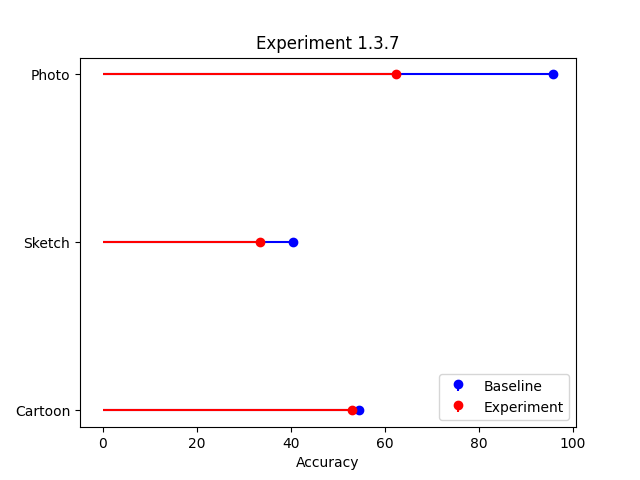 Experiment 1.3.7
Photo
Sketch
Cartoon
Baseline
Experiment
0 20 40 60 80 100
Accuracy